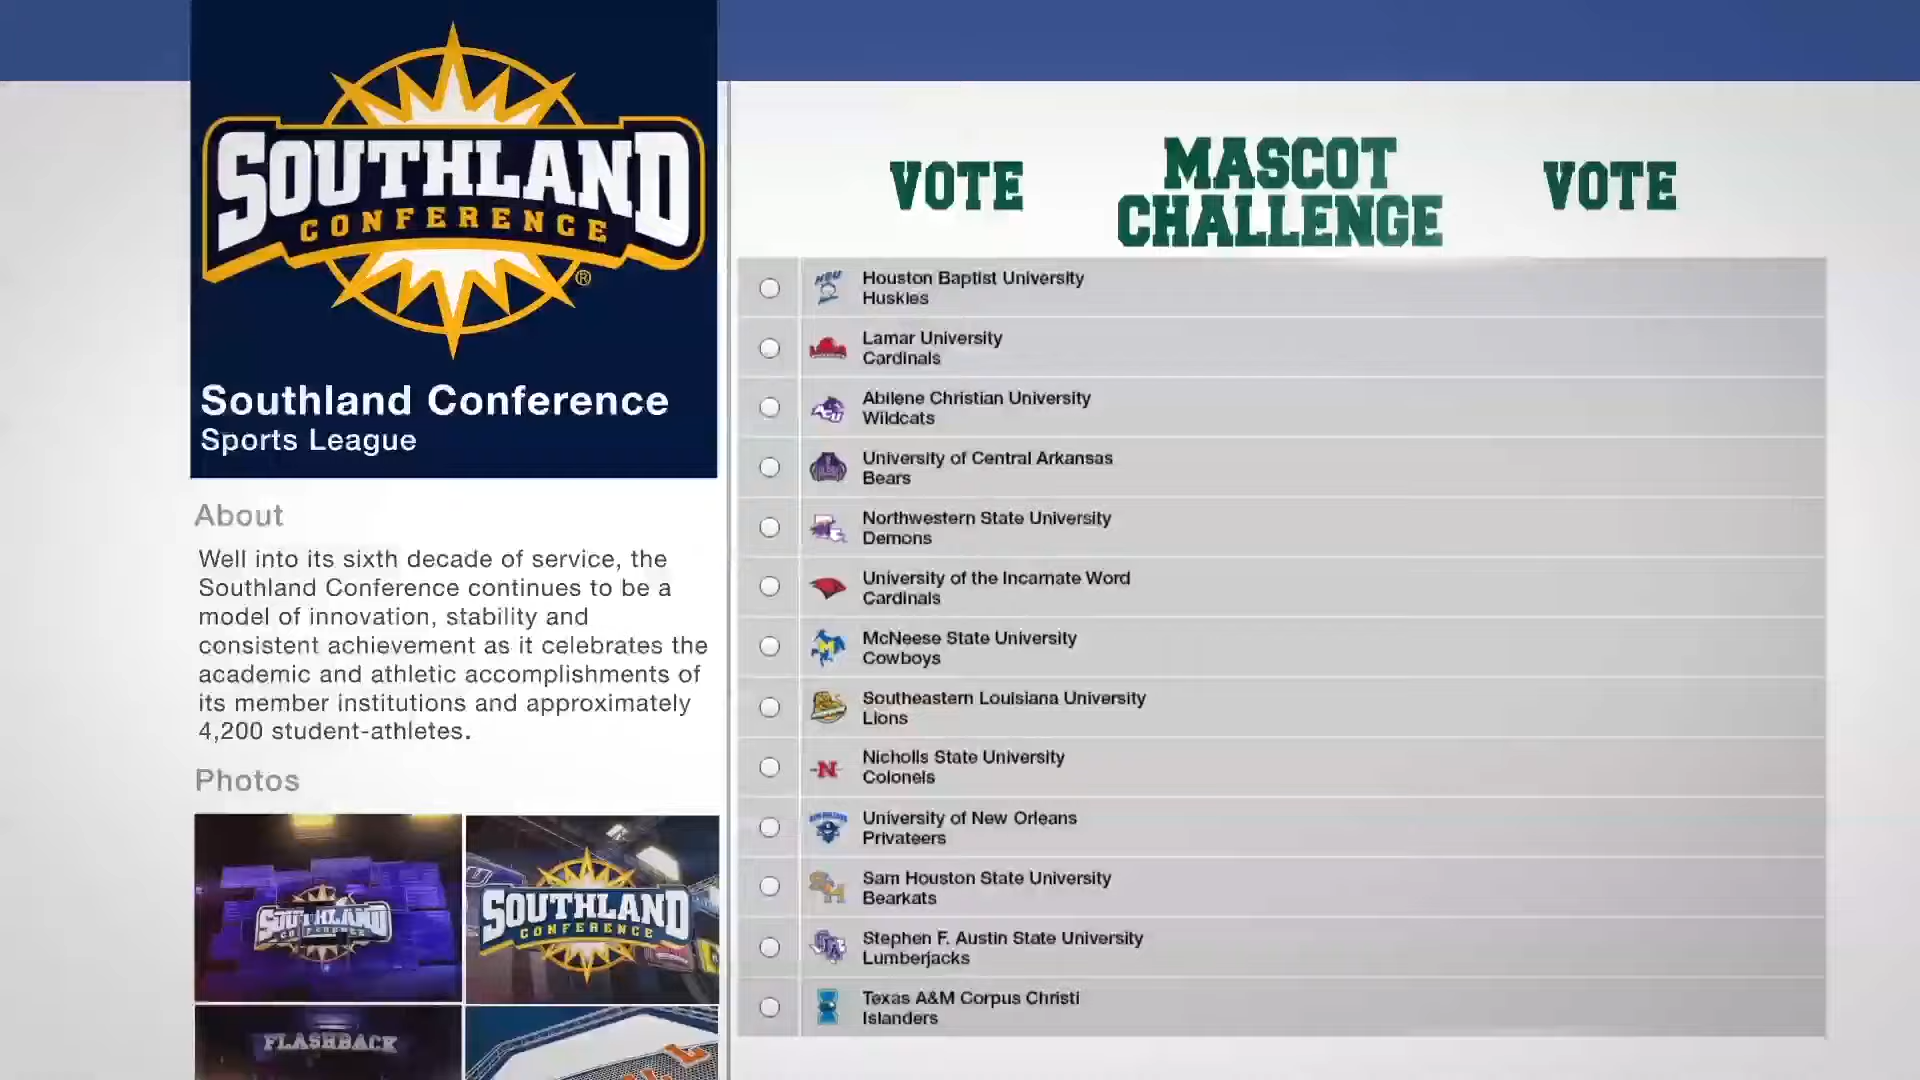 SOUTHLAND
CONFERENCE
®
Southland Conference
Sports League
About
Well into its sixth decade of service, the
Southland Conference continues to be a
model of innovation, stability and
consistent achievement as it celebrates the
academic and athletic accomplishments of
its member institutions and approximately
4,200 student-athletes.
Photos
SOUTHLAND
CONFERENCE
SOUTHLAND
CONFERENCE
FLASHBACK
VOTE
MASCOT
CHALLENGE
VOTE
HBU
Houston Baptist University
Huskies
Lamar University
Cardinals
ACU
Abilene Christian University
Wildcats
University of Central Arkansas
Bears
Northwestern State University
Demons
University of the Incarnate Word
Cardinals
M
McNeese State University
Cowboys
Southeastern Louisiana University
Lions
N
Nicholls State University
Colonels
University of New Orleans
Privateers
SH
Sam Houston State University
Bearkats
SFA
Stephen F. Austin State University
Lumberjacks
Texas A&M Corpus Christi
Islanders